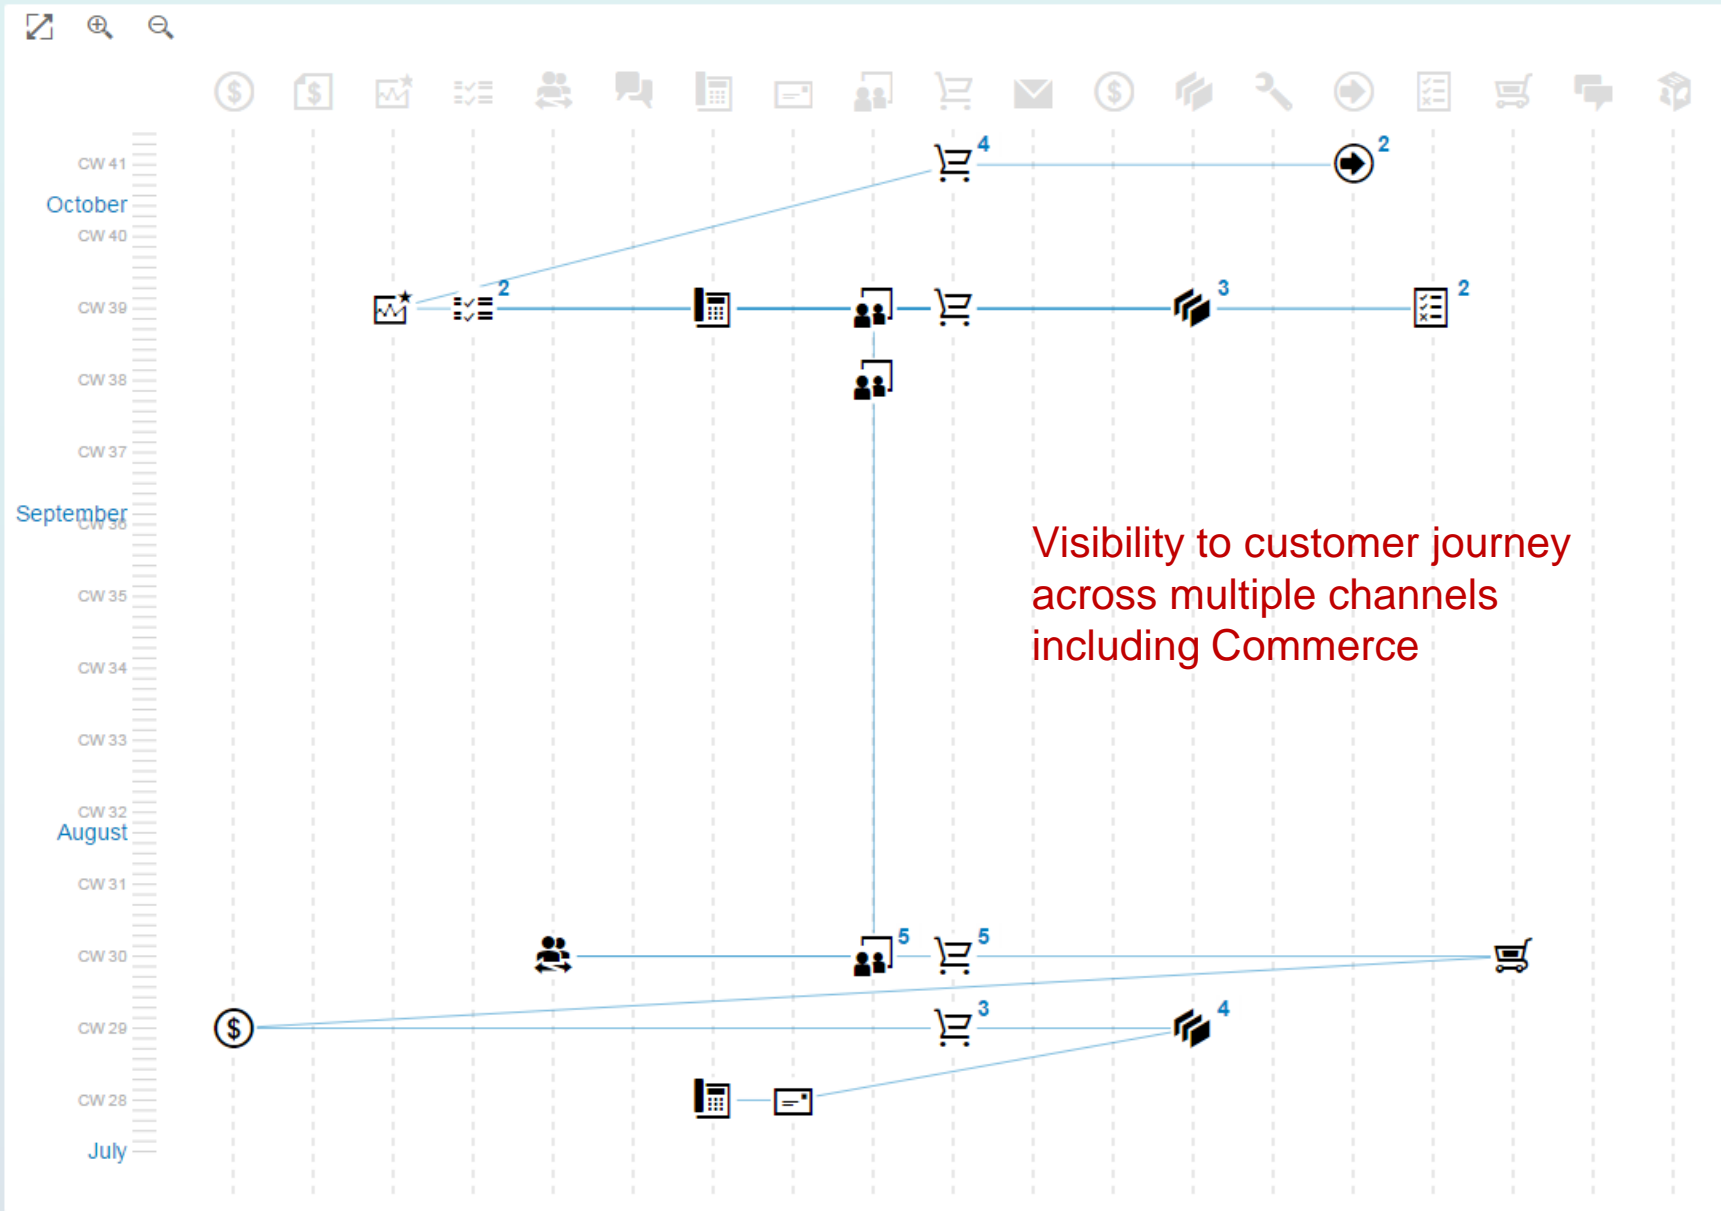 CW 41
4
2
October
CW 40
CW 39
2
3
2
CW 38
CW 37
September
CW 36
Visibility to customer journey
across multiple channels
including Commerce
CW 35
CW 34
CW 33
CW 32
August
CW 31
CW 30
5
5
CW 29
$
3
4
CW 28
July